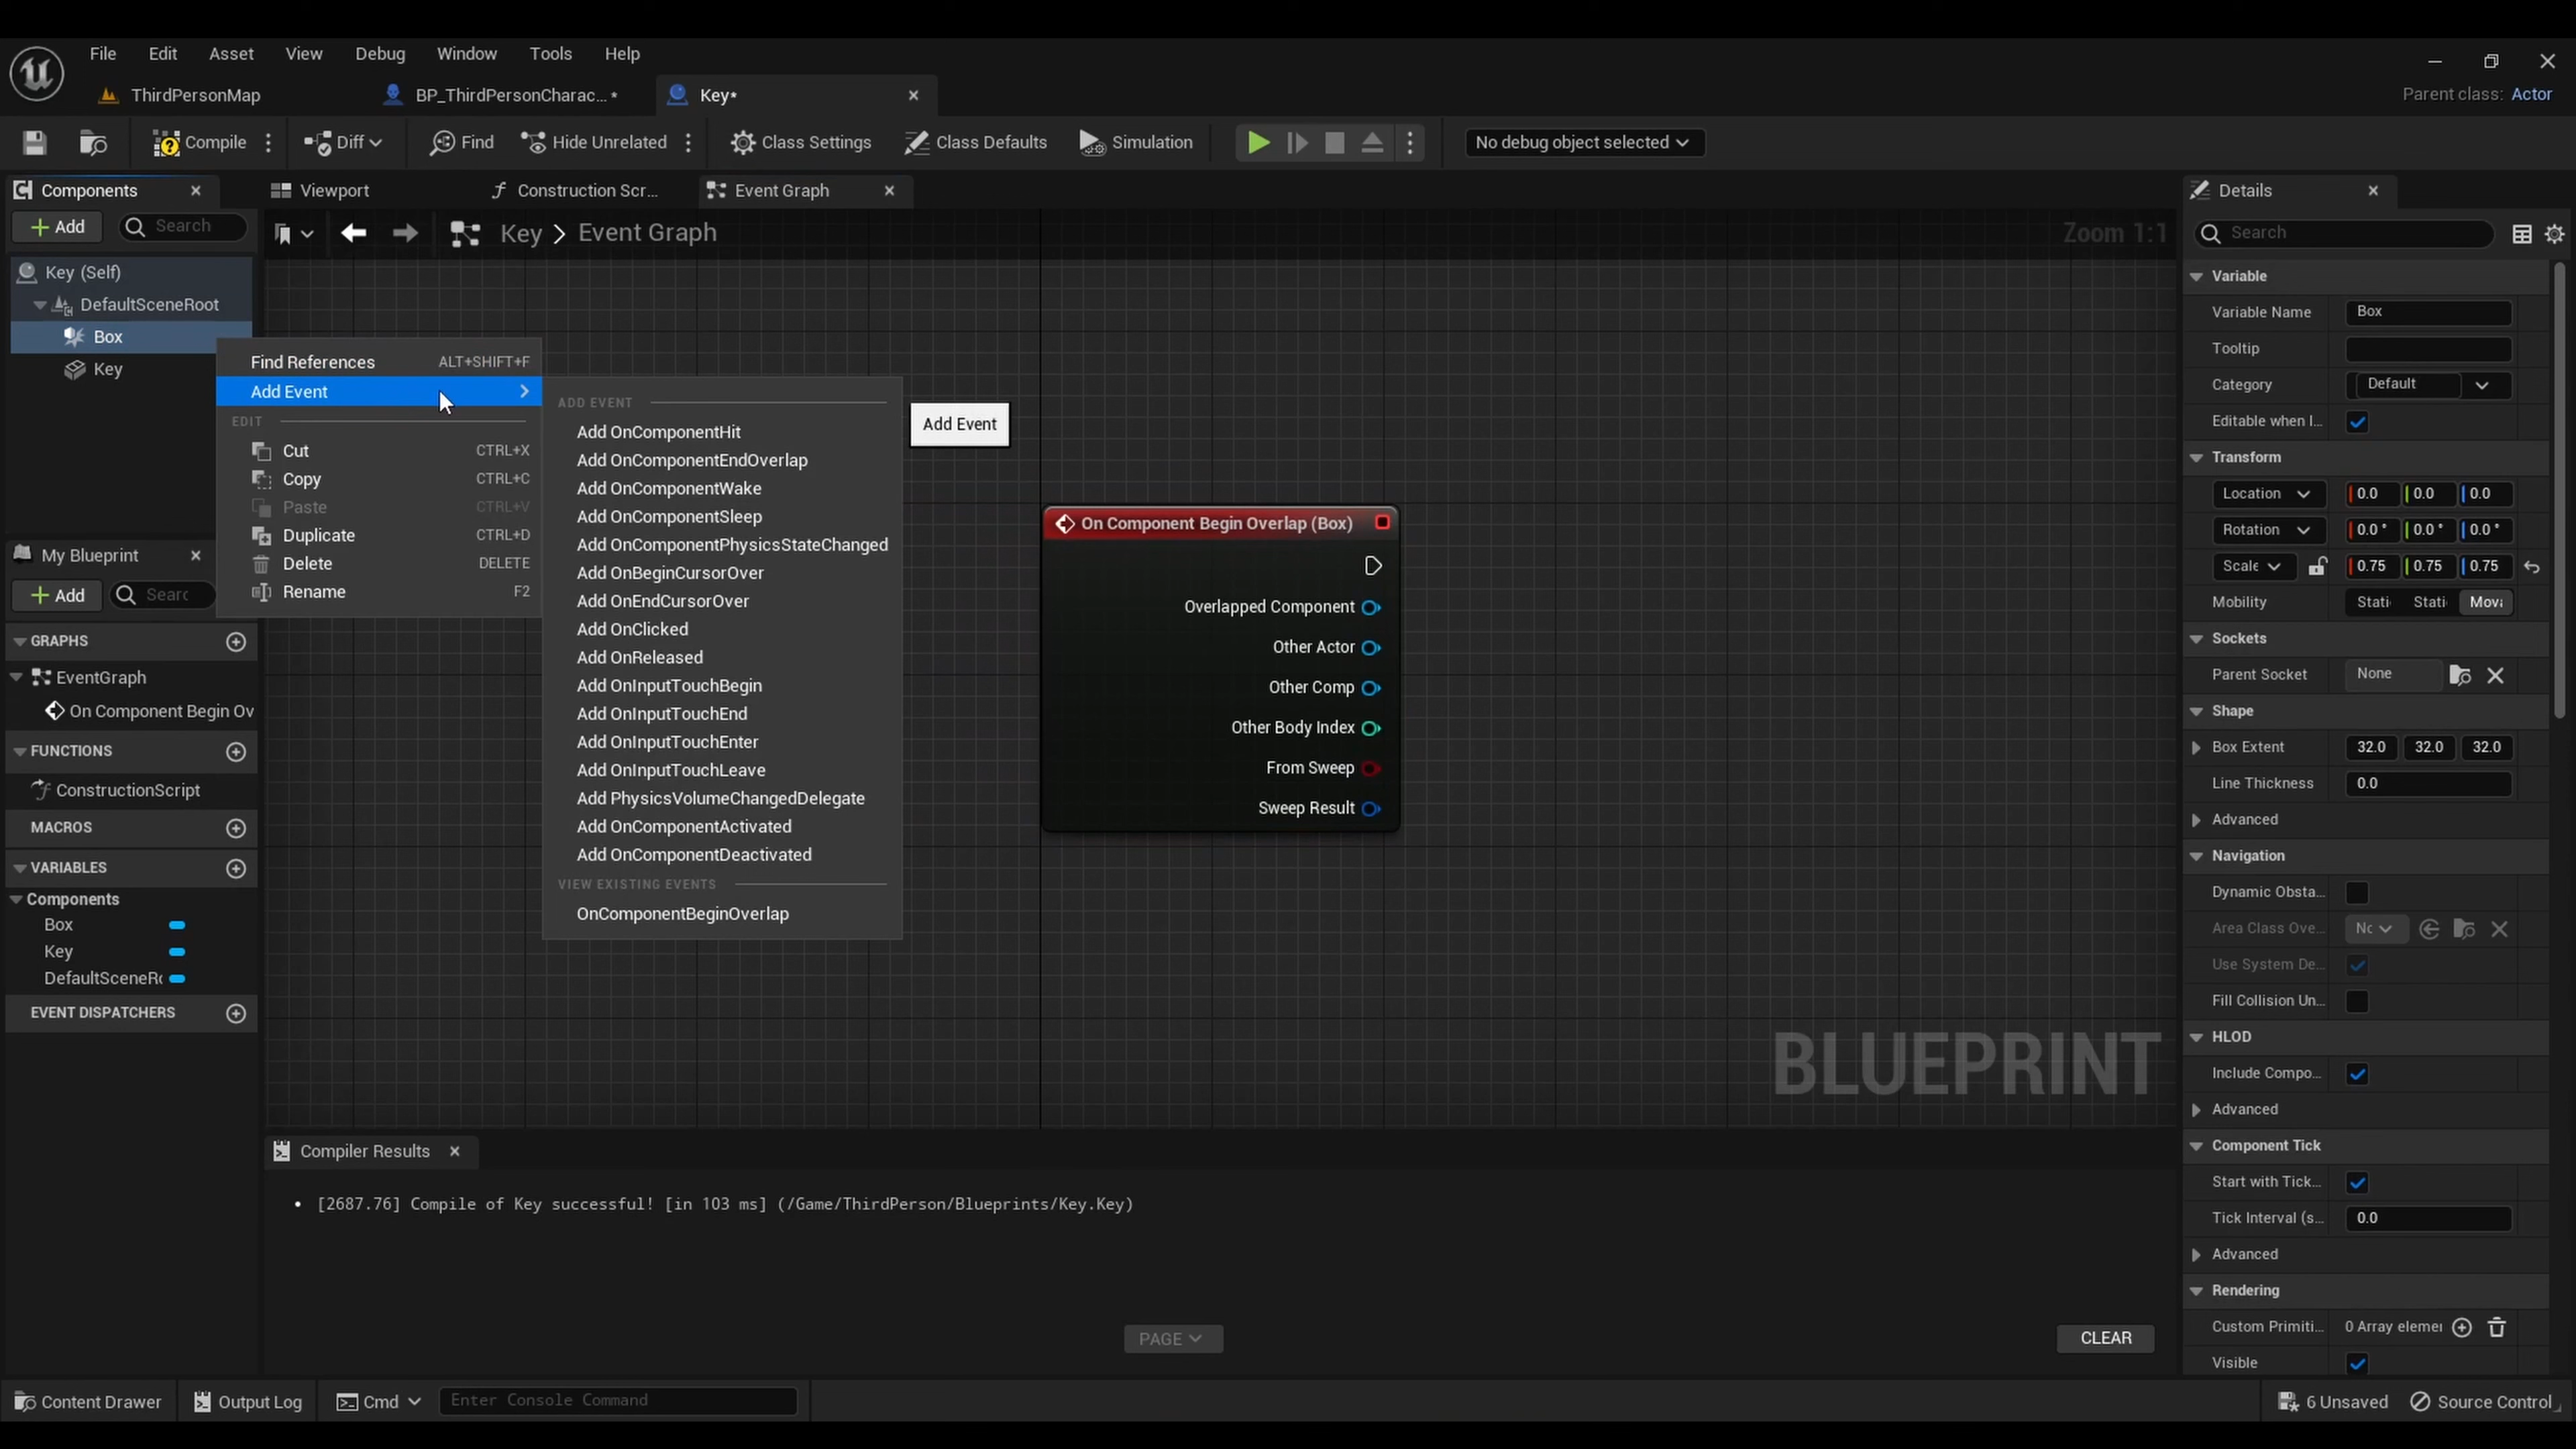 File Edit Asset View Debug Window Tools Help
ThirdPersonMap BP_ThirdPersonCharac...* Key* Parent class: Actor
Compile Diff Find Hide Unrelated Class Settings Class Defaults Simulation No debug object selected
Components Viewport Construction Scr... Event Graph Details
Add Search Key > Event Graph Zoom 1:1 Search
Key (Self)
DefaultSceneRoot
Box
Key
Find References ALT+SHIFT+F
Add Event
EDIT
Cut CTRL+X
Copy CTRL+C
Paste CTRL+V
Duplicate CTRL+D
Delete DELETE
Rename F2
ADD EVENT
Add OnComponentHit
Add OnComponentEndOverlap
Add OnComponentWake
Add OnComponentSleep
Add OnComponentPhysicsStateChanged
Add OnBeginCursorOver
Add OnEndCursorOver
Add OnClicked
Add OnReleased
Add OnInputTouchBegin
Add OnInputTouchEnd
Add OnInputTouchEnter
Add OnInputTouchLeave
Add PhysicsVolumeChangedDelegate
Add OnComponentActivated
Add OnComponentDeactivated
VIEW EXISTING EVENTS
OnComponentBeginOverlap
Add Event
On Component Begin Overlap (Box)
Overlapped Component
Other Actor
Other Comp
Other Body Index
From Sweep
Sweep Result
BLUEPRINT
My Blueprint
Add Searc
GRAPHS
EventGraph
On Component Begin Ov
FUNCTIONS
ConstructionScript
MACROS
VARIABLES
Components
Box
Key
DefaultSceneRo
EVENT DISPATCHERS
Variable
Variable Name Box
Tooltip
Category Default
Editable when I...
Transform
Location 0.0 0.0 0.0
Rotation 0.0° 0.0° 0.0°
Scale 0.75 0.75 0.75
Mobility Stati Stati Mova
Sockets
Parent Socket None
Shape
Box Extent 32.0 32.0 32.0
Line Thickness 0.0
Advanced
Navigation
Dynamic Obsta...
Area Class Ove... Nc
Use System De...
Fill Collision Un...
HLOD
Include Compo...
Advanced
Component Tick
Start with Tick...
Tick Interval (s... 0.0
Advanced
Rendering
Custom Primiti... 0 Array elemen
Visible
Compiler Results
• [2687.76] Compile of Key successful! [in 103 ms] (/Game/ThirdPerson/Blueprints/Key.Key)
PAGE CLEAR
Content Drawer Output Log Cmd Enter Console Command 6 Unsaved Source Control